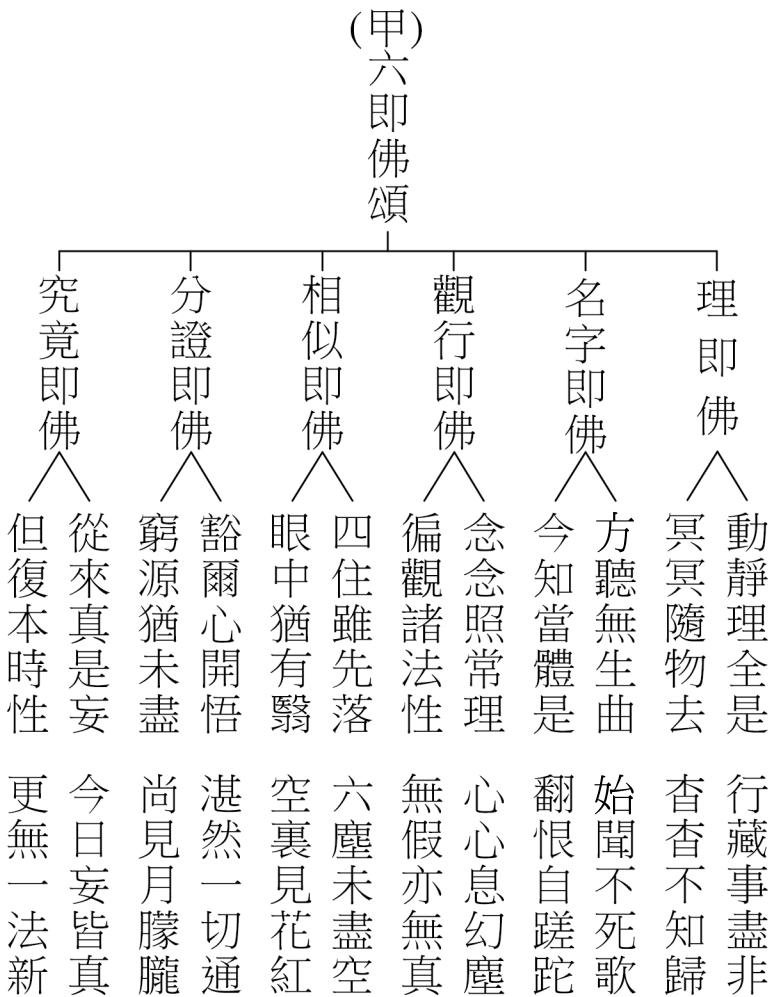 (甲)六即佛頌
理即佛
動靜理全是 行藏事盡非
冥冥隨物去 杳杳不知歸
名字即佛
方聽無生曲 始聞不死歌
今知當體是 翻恨自蹉跎
觀行即佛
念念照常理 心心息幻塵
徧觀諸法性 無假亦無真
相似即佛
四住雖先落 六塵未盡空
眼中猶有翳 空裏見花紅
分證即佛
豁爾心開悟 湛然一切通
窮源猶未盡 尚見月朦朧
究竟即佛
從來真是妄 今日妄皆真
但復本時性 更無一法新